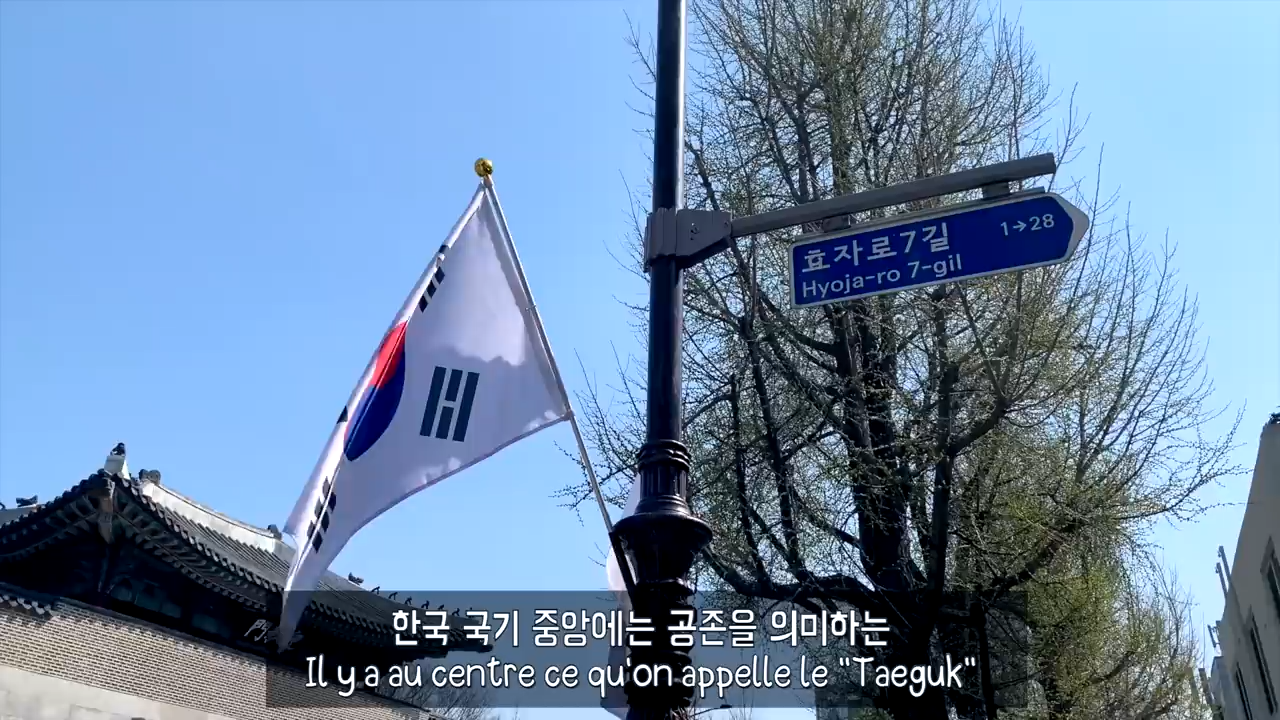 효자로7길 1→28
Hyoja-ro 7-gil
한국 국기 중앙에는 공존을 의미하는
Il y a au centre ce qu'on appelle le "Taeguk"